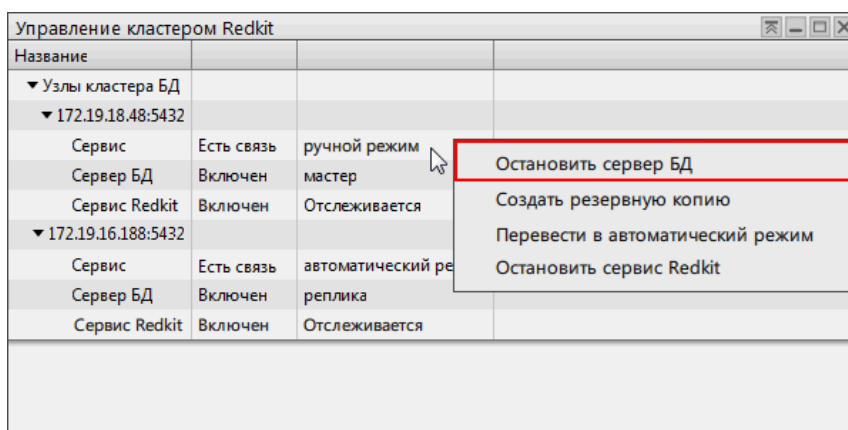 Управление кластером Redkit
Название
Узлы кластера БД
172.19.18.48:5432
Сервис Есть связь ручной режим
Сервер БД Включен мастер
Сервис Redkit Включен Отслеживается
172.19.16.188:5432
Сервис Есть связь автоматический ре
Сервер БД Включен реплика
Сервис Redkit Включен Отслеживается
Остановить сервер БД
Создать резервную копию
Перевести в автоматический режим
Остановить сервис Redkit